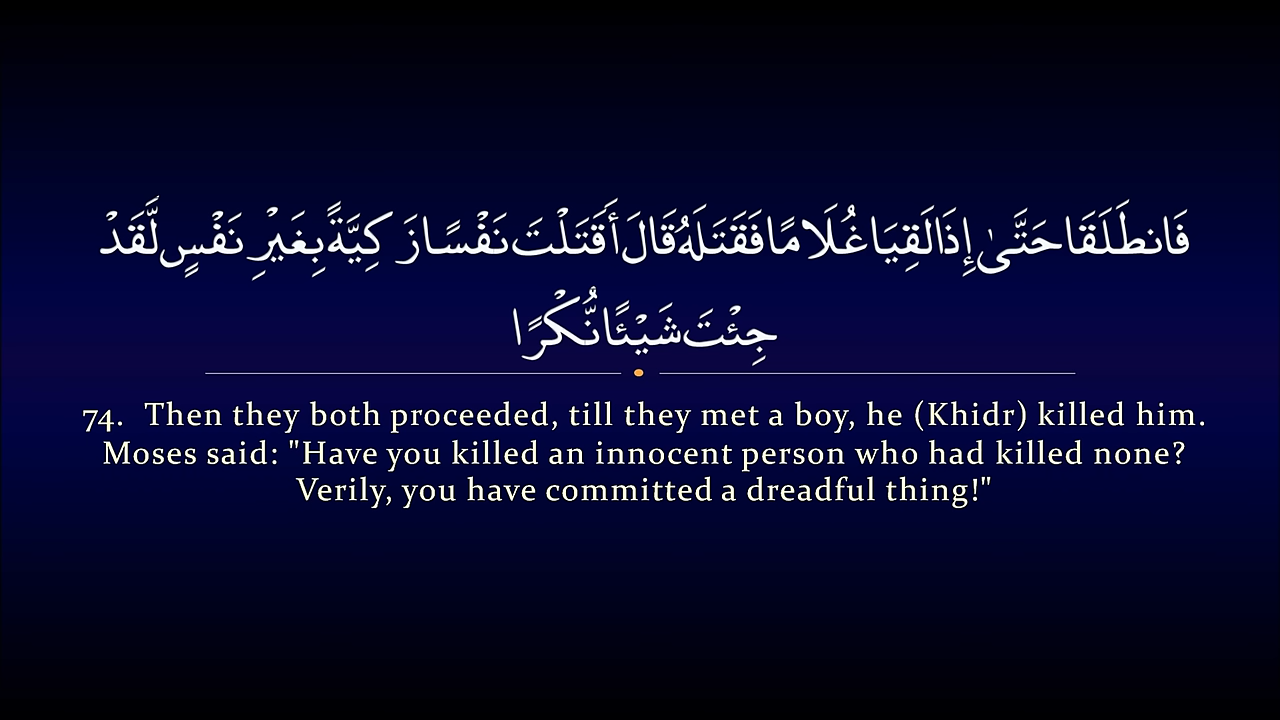 فَانطَلَقَا حَتَّىٰ إِذَا لَقِيَا غُلَامًا فَقَتَلَهُ قَالَ أَقَتَلْتَ نَفْسًا زَكِيَّةً بِغَيْرِ نَفْسٍ لَّقَدْ
جِئْتَ شَيْئًا نُّكْرًا
74. Then they both proceeded, till they met a boy, he (Khidr) killed him.
Moses said: "Have you killed an innocent person who had killed none?
Verily, you have committed a dreadful thing!"